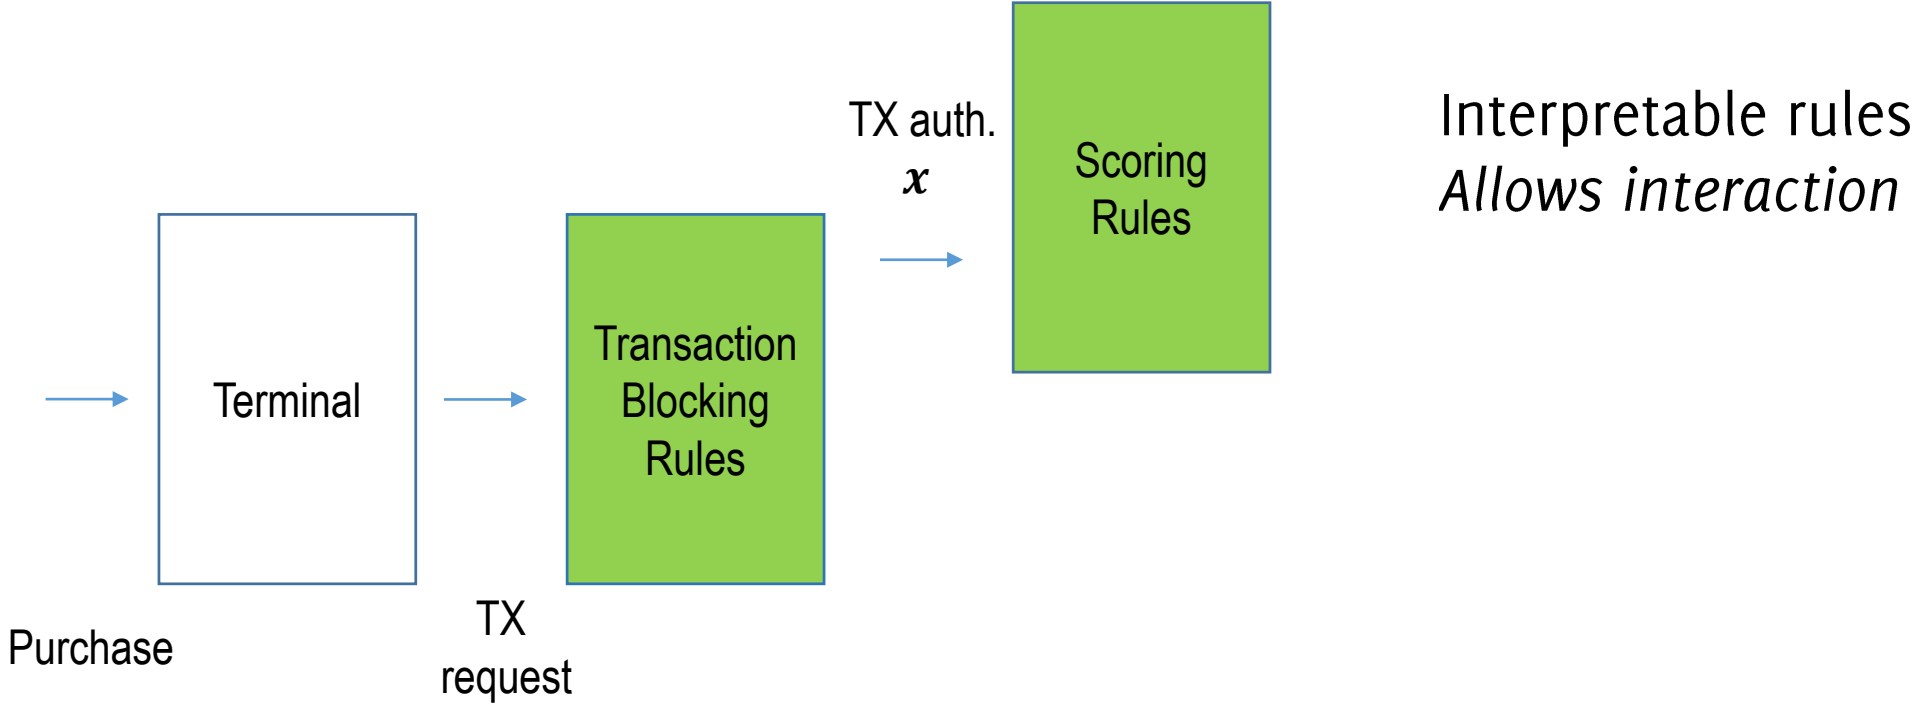 Purchase
Terminal
TX
request
Transaction
Blocking
Rules
TX auth.
x
Scoring
Rules
Interpretable rules
Allows interaction